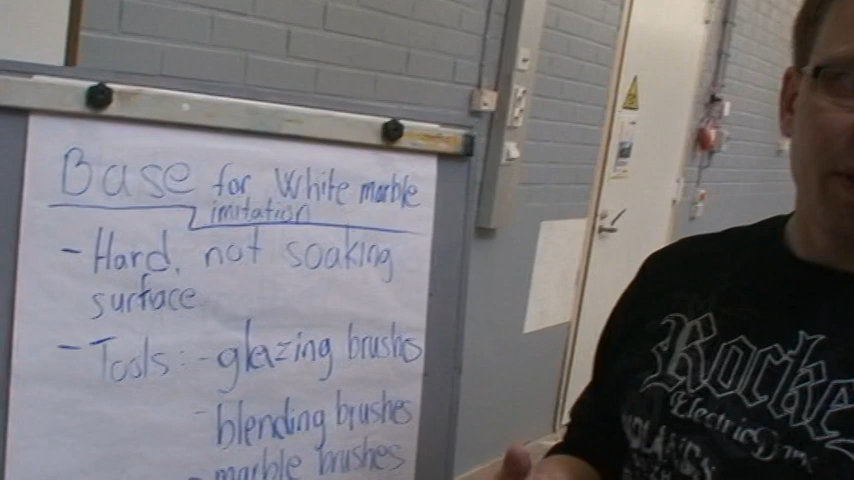 Base for White marble
imitation
- Hard, not soaking
surface
- Tools: - glazing brushes
- blending brushes
- marble brushes
Rocke
Electric